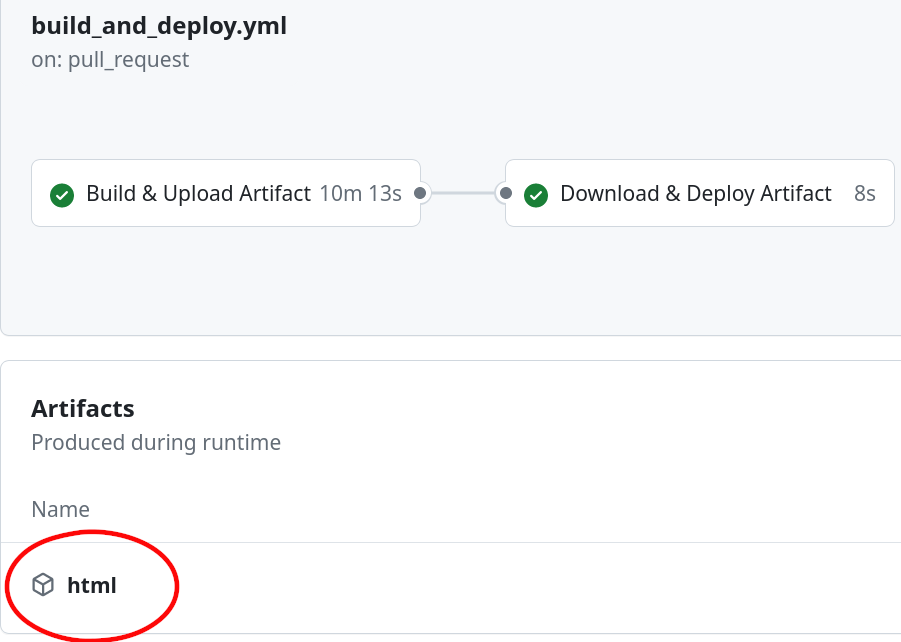 build_and_deploy.yml
on: pull_request
Build & Upload Artifact 10m 13s
Download & Deploy Artifact 8s
Artifacts
Produced during runtime
Name
html